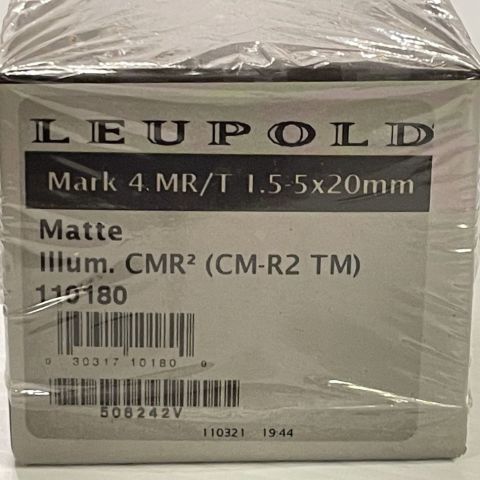 LEUPOLD
Mark 4 MR/T 1.5-5x20mm
Matte
Illum. CMR² (CM-R2 TM)
110180
0 30317 10180 0
506242V
110321 19:44